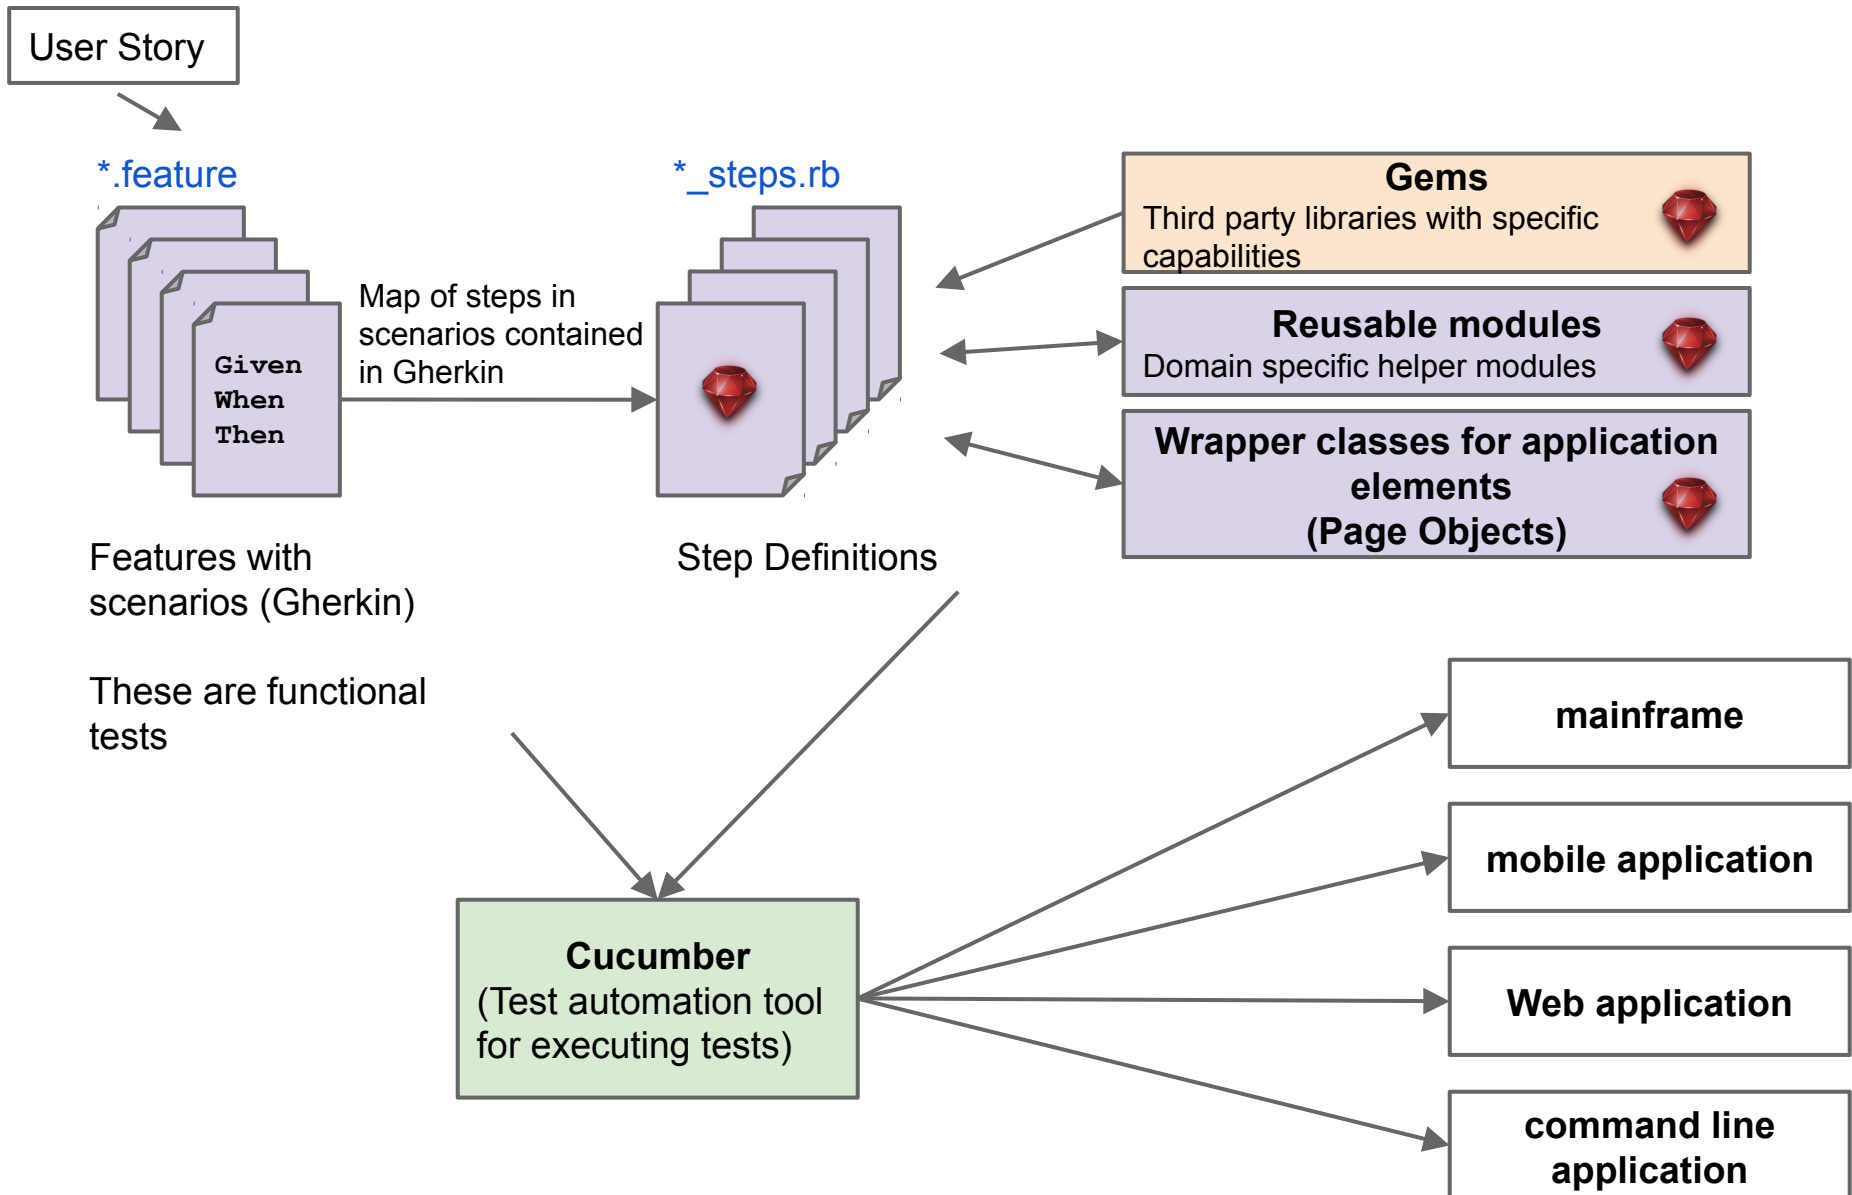 User Story
*.feature
*_steps.rb
Given
When
Then
Map of steps in
scenarios contained
in Gherkin
Gems
Third party libraries with specific
capabilities
Reusable modules
Domain specific helper modules
Wrapper classes for application
elements
(Page Objects)
Features with
scenarios (Gherkin)
These are functional
tests
Step Definitions
Cucumber
(Test automation tool
for executing tests)
mainframe
mobile application
Web application
command line
application